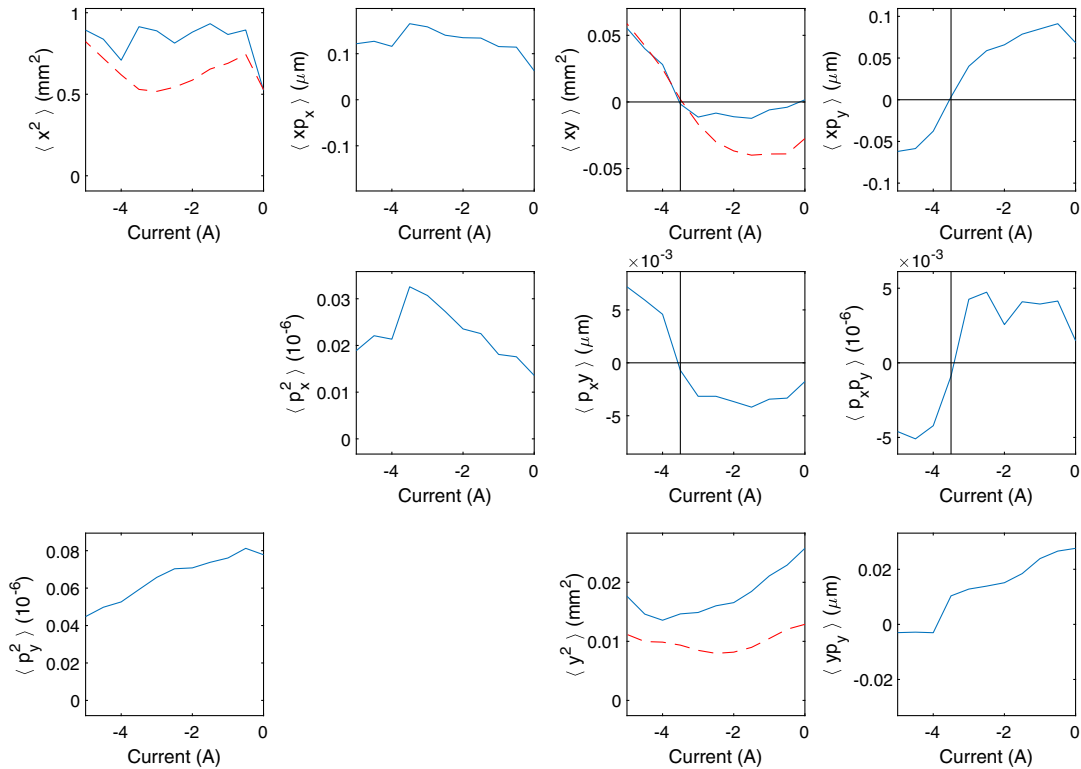 ⟨ x² ⟩ (mm²)
1
0.5
0
-4 -2 0
Current (A)
⟨ xpₓ ⟩ (μm)
0.1
0
-0.1
-4 -2 0
Current (A)
⟨ xy ⟩ (mm²)
0.05
0
-0.05
-4 -2 0
Current (A)
⟨ xp_y ⟩ (μm)
0.1
0.05
0
-0.05
-0.1
-4 -2 0
Current (A)
⟨ pₓ² ⟩ (10⁻⁶)
0.03
0.02
0.01
0
-4 -2 0
Current (A)
⟨ pₓy ⟩ (μm)
×10⁻³
5
0
-5
-4 -2 0
Current (A)
⟨ pₓp_y ⟩ (10⁻⁶)
×10⁻³
5
0
-5
-4 -2 0
Current (A)
⟨ p_y² ⟩ (10⁻⁶)
0.08
0.06
0.04
0.02
0
-4 -2 0
Current (A)
⟨ y² ⟩ (mm²)
0.02
0.01
0
-4 -2 0
Current (A)
⟨ yp_y ⟩ (μm)
0.02
0
-0.02
-4 -2 0
Current (A)